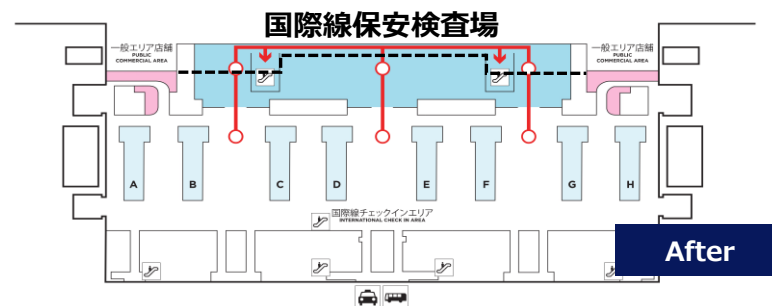 国際線保安検査場
一般エリア店舗
PUBLIC
COMMERCIAL AREA
一般エリア店舗
PUBLIC
COMMERCIAL AREA
A
B
C
D
E
F
G
H
国際線チェックインエリア
INTERNATIONAL CHECK IN AREA
After